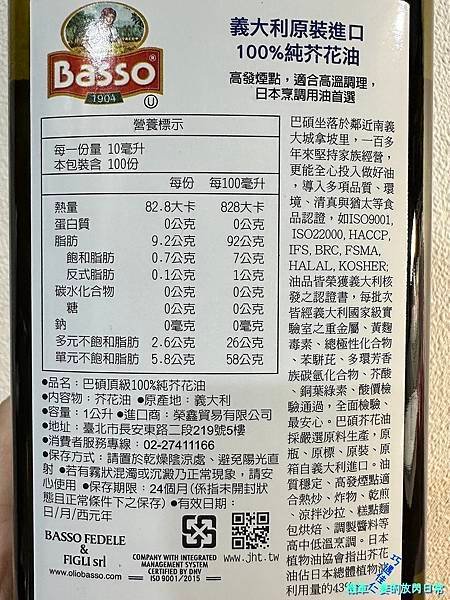 Basso
1904
義大利原裝進口
100%純芥花油
高發煙點，適合高溫調理，
日本烹調用油首選
營養標示
每一份量 10毫升
本包裝含 100份
每份 每100毫升
熱量 82.8大卡 828大卡
蛋白質 0公克 0公克
脂肪 9.2公克 92公克
飽和脂肪 0.7公克 7公克
反式脂肪 0.1公克 1公克
碳水化合物 0公克 0公克
糖 0公克 0公克
鈉 0毫克 0毫克
多元不飽和脂肪 2.6公克 26公克
單元不飽和脂肪 5.8公克 58公克
巴碩坐落於鄰近南義
大城拿坡里，一百多
年來堅持家族經營，
更能全心投入做好油
，導入多項品質、環
境、清真與猶太等食
品認證，如ISO9001,
ISO22000, HACCP,
IFS, BRC, FSMA,
HALAL, KOSHER;
油品皆榮獲義大利核
發之認證書，每批次
皆經義大利國家級實
驗室之重金屬、黃麴
毒素、總極性化合物
、苯駢芘、多環芳香
族碳氫化合物、芥酸
、銅葉綠素、酸價檢
驗通過，全面檢驗、
最安心。巴碩芥花油
採嚴選原料生產，原
瓶、原標、原裝、原
箱自義大利進口。油
質穩定、高發煙點適
合熱炒、炸物、乾煎
、涼拌沙拉、糕點麵
包烘焙、調製醬料等
高中低溫烹調。日本
植物油協會指出芥花
油佔日本總體植物油
利用量的43%
●品名：巴碩頂級100%純芥花油
●內容物：芥花油 ●原產地：義大利
●容量：1公升 ●進口商：榮鑫貿易有限公司
●地址：臺北市長安東路二段219號5樓
●消費者服務專線：02-27411166
●保存方式：請置於乾燥陰涼處、避免陽光直
射 ●若有霧狀混濁或沉澱乃正常現象，請安
心使用 ●保存期限：24個月(係指未開封狀
態且正常條件下之保存) ●有效日期：
日/月/西元年
BASSO FEDELE
&
FIGLI srl
www.oliobasso.com
COMPANY WITH INTEGRATED
MANAGEMENT SYSTEM
CERTIFIED BY DNV
ISO 9001/2015
www.jht.tw